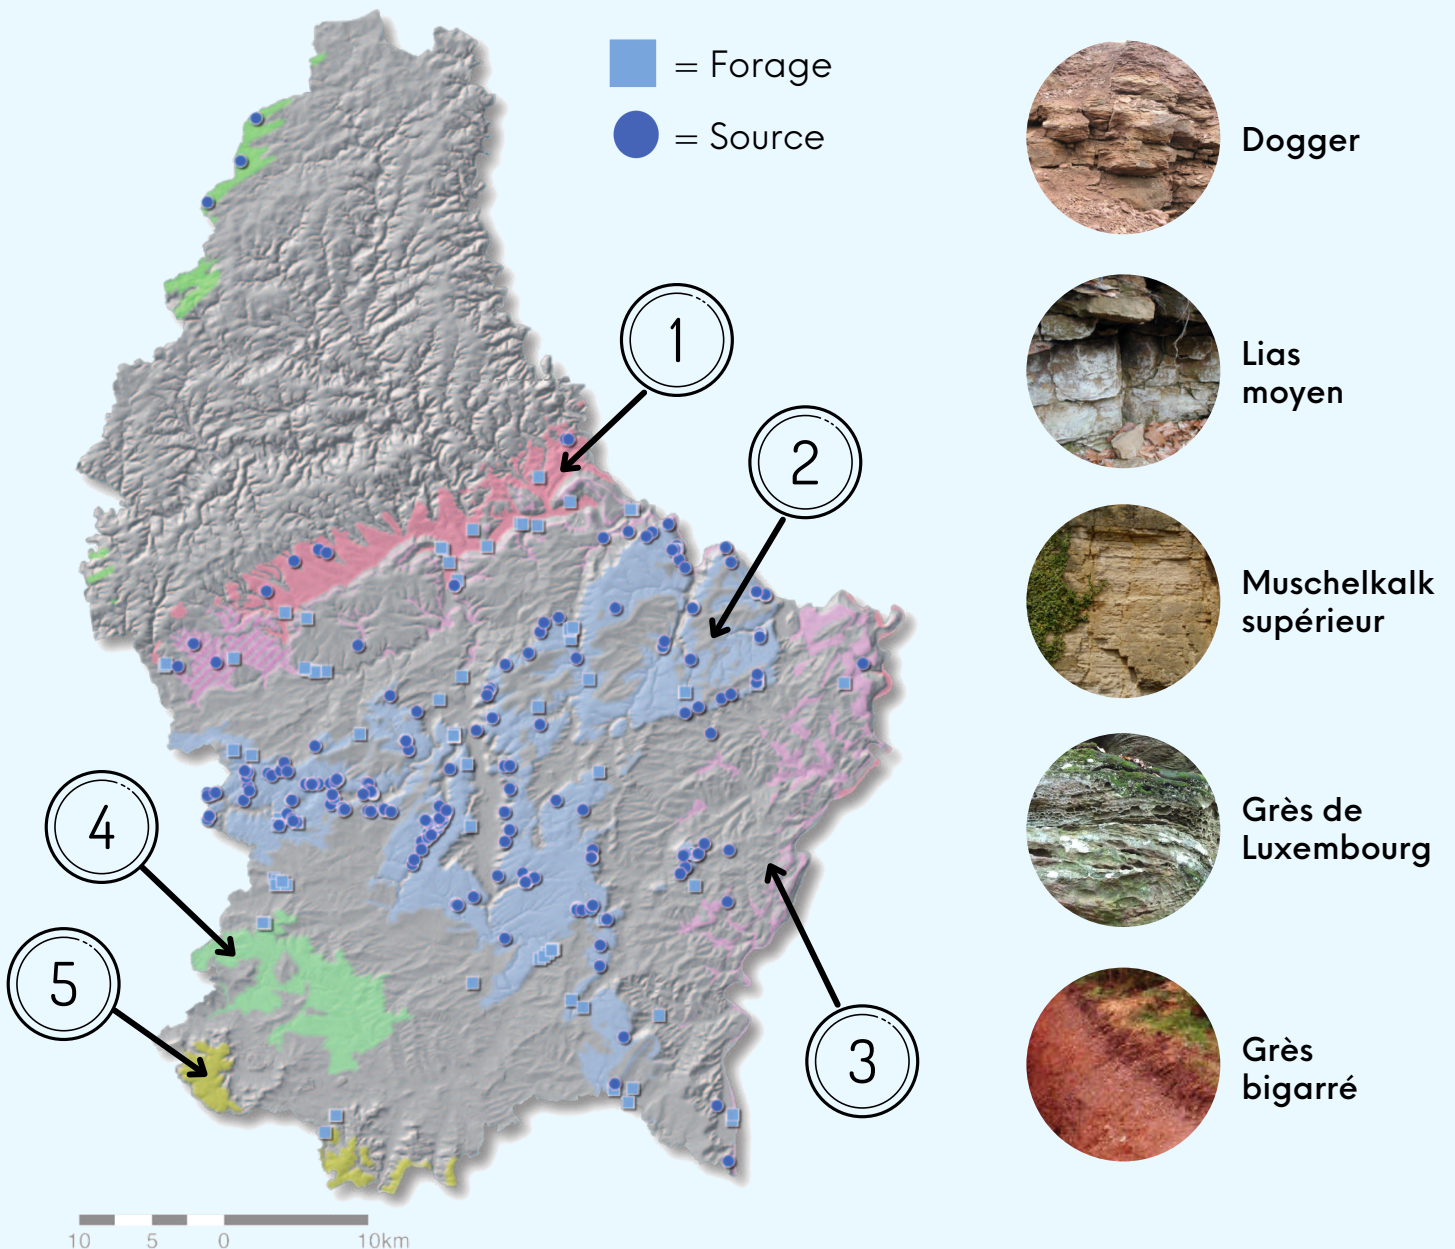 = Forage
= Source
Dogger
Lias
moyen
Muschelkalk
supérieur
Grès de
Luxembourg
Grès
bigarré
1
2
4
5
3
10 5 0 10km